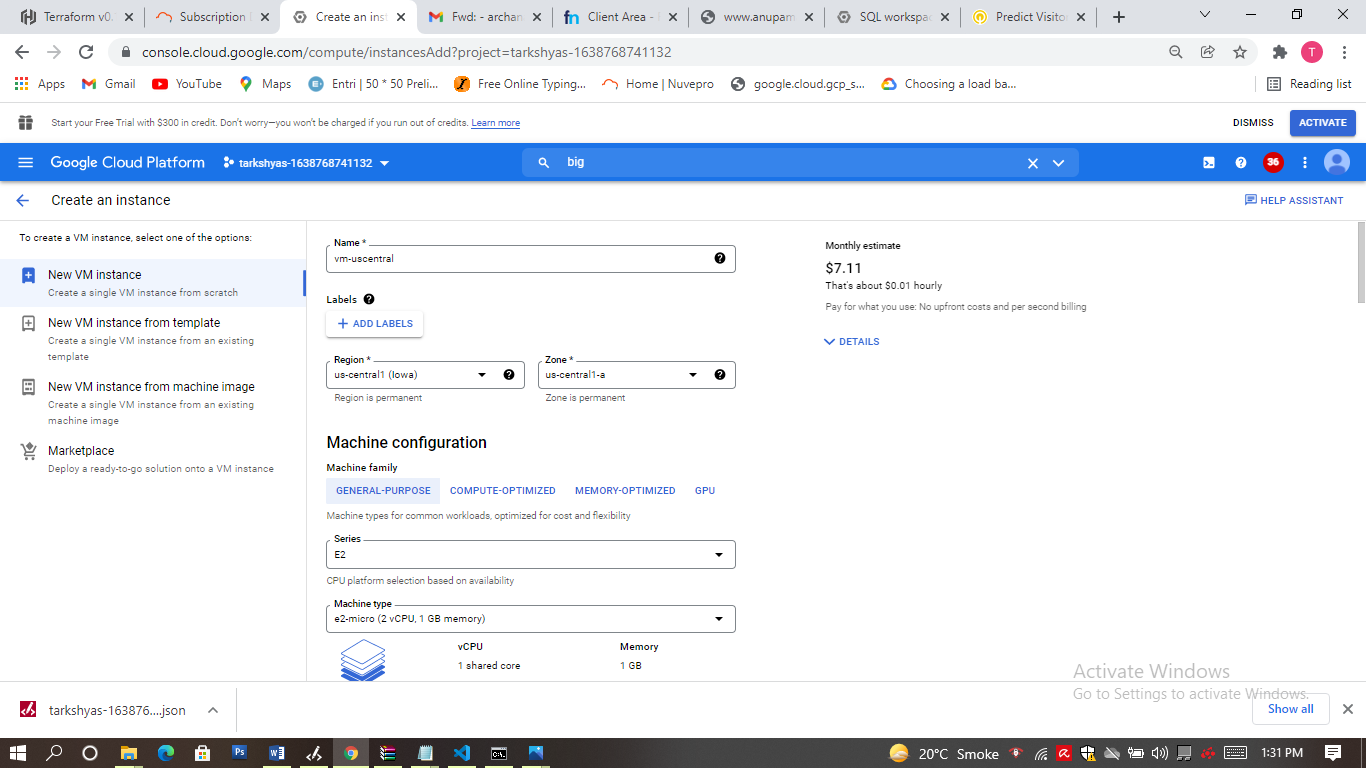 Terraform v0.
Subscription
Create an inst
Fwd: - archan
Client Area -
www.anupam
SQL workspac
Predict Visitor
console.cloud.google.com/compute/instancesAdd?project=tarkshyas-1638768741132
T
Apps
Gmail
YouTube
Maps
Entri | 50 * 50 Preli...
Free Online Typing...
Home | Nuvepro
google.cloud.gcp_s...
Choosing a load ba...
Reading list
Start your Free Trial with $300 in credit. Don't worry—you won't be charged if you run out of credits. Learn more
DISMISS
ACTIVATE
Google Cloud Platform
tarkshyas-1638768741132
big
36
Create an instance
HELP ASSISTANT
To create a VM instance, select one of the options:
New VM instance
Create a single VM instance from scratch
New VM instance from template
Create a single VM instance from an existing
template
New VM instance from machine image
Create a single VM instance from an existing
machine image
Marketplace
Deploy a ready-to-go solution onto a VM instance
Name *
vm-uscentral
Labels
ADD LABELS
Region *
us-central1 (Iowa)
Region is permanent
Zone *
us-central1-a
Zone is permanent
Machine configuration
Machine family
GENERAL-PURPOSE
COMPUTE-OPTIMIZED
MEMORY-OPTIMIZED
GPU
Machine types for common workloads, optimized for cost and flexibility
Series
E2
CPU platform selection based on availability
Machine type
e2-micro (2 vCPU, 1 GB memory)
vCPU
1 shared core
Memory
1 GB
Monthly estimate
$7.11
That's about $0.01 hourly
Pay for what you use: No upfront costs and per second billing
DETAILS
Activate Windows
Go to Settings to activate Windows.
tarkshyas-163876....json
Show all
20°C Smoke
1:31 PM